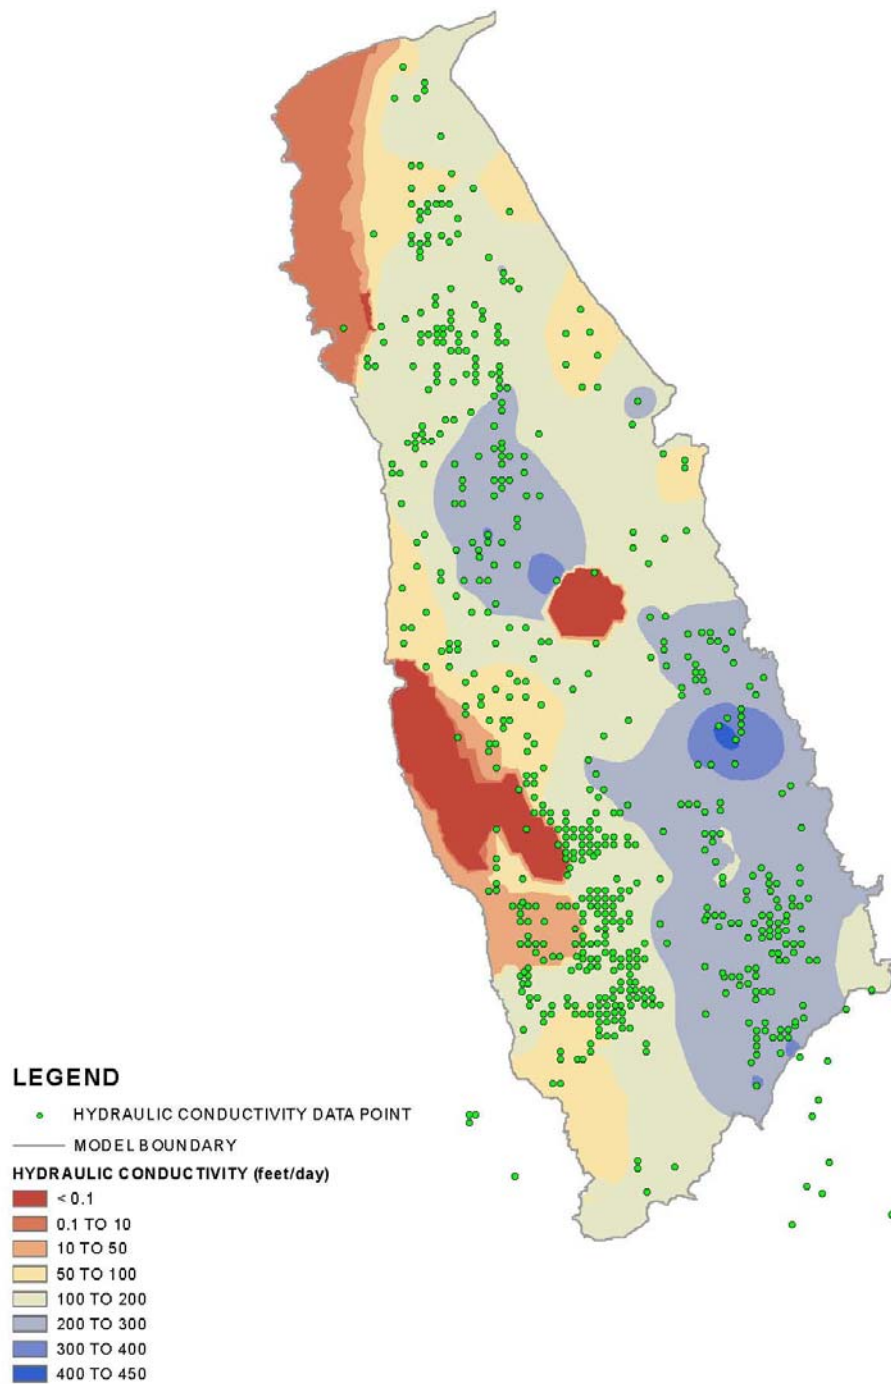 LEGEND
HYDRAULIC CONDUCTIVITY DATA POINT
MODEL BOUNDARY
HYDRAULIC CONDUCTIVITY (feet/day)
< 0.1
0.1 TO 10
10 TO 50
50 TO 100
100 TO 200
200 TO 300
300 TO 400
400 TO 450